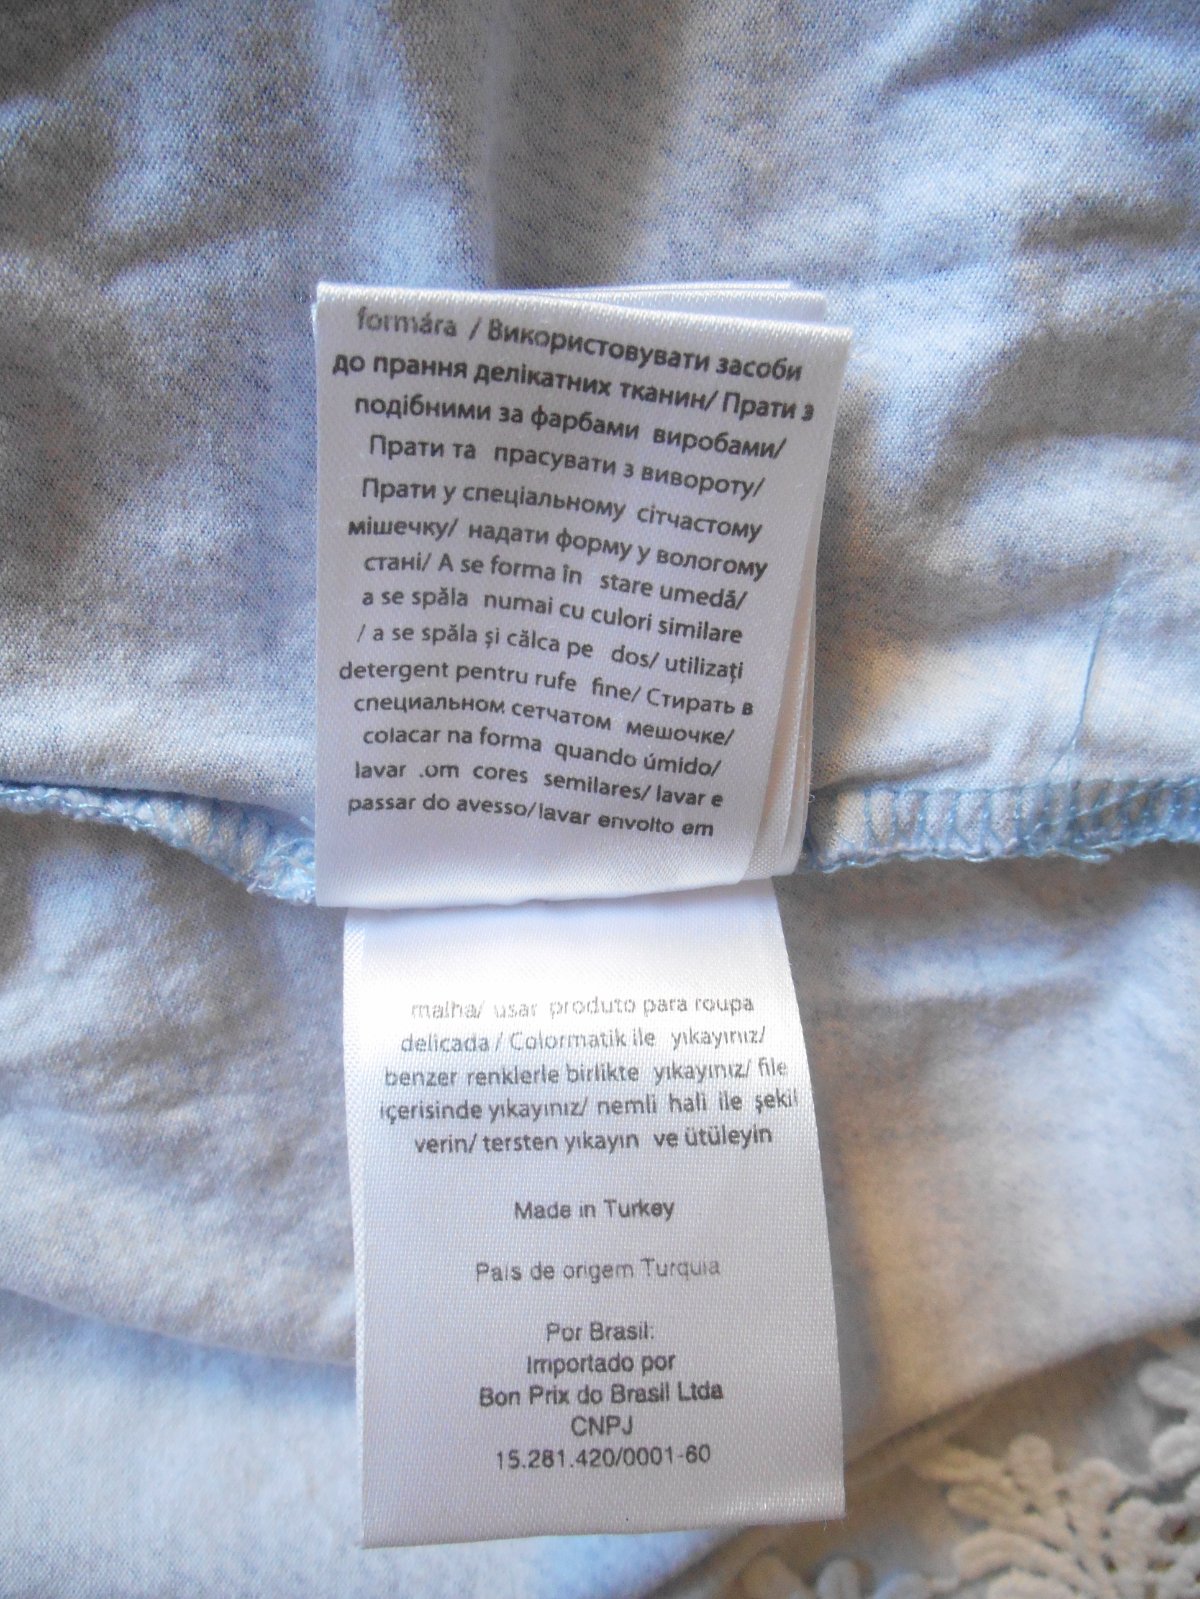 formára / Використовувати засоби
до прання делікатних тканин/ Прати з
подібними за фарбами виробами/
Прати та прасувати з вивороту/
Прати у спеціальному сітчастому
мішечку/ надати форму у вологому
стані/ A se forma în stare umedă/
a se spăla numai cu culori similare
/ a se spăla și călca pe dos/ utilizați
detergent pentru rufe fine/ Стирать в
специальном сетчатом мешочке/
colacar na forma quando úmido/
lavar .om cores semilares/ lavar e
passar do avesso/ lavar envolto em
malha/ usar produto para roupa
delicada / Colormatik ile yıkayınız/
benzer renklerle birlikte yıkayınız/ file
içerisinde yıkayınız/ nemli hali ile şekil
verin/ tersten yıkayın ve ütüleyin
Made in Turkey
Pais de origem Turquia
Por Brasil:
Importado por
Bon Prix do Brasil Ltda
CNPJ
15.281.420/0001-60